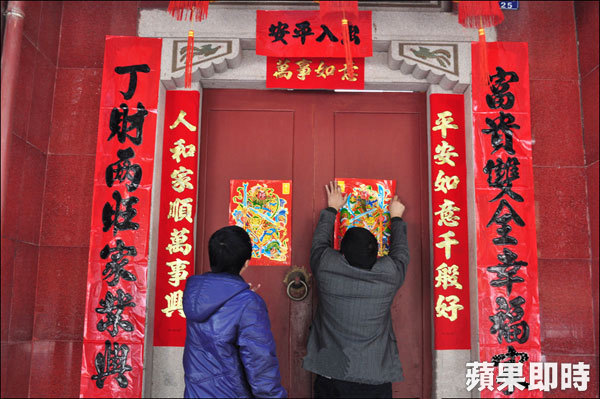 25
出入平安
萬事如意
富貴雙全幸福
丁財兩旺家業興
平安如意千般好
人和家順萬事興
蘋果即時